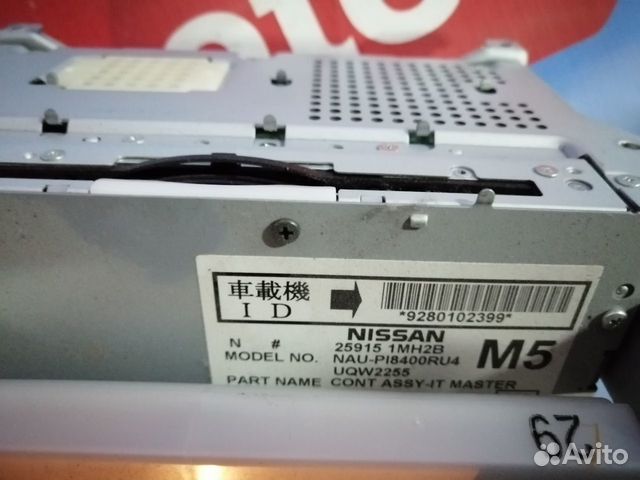 oto
車載機
I D
*9280102399*
NISSAN
N # 25915 1MH2B
MODEL NO. NAU-PI8400RU4
M5
UQW2255
PART NAME CONT ASSY-IT MASTER
67
Avito